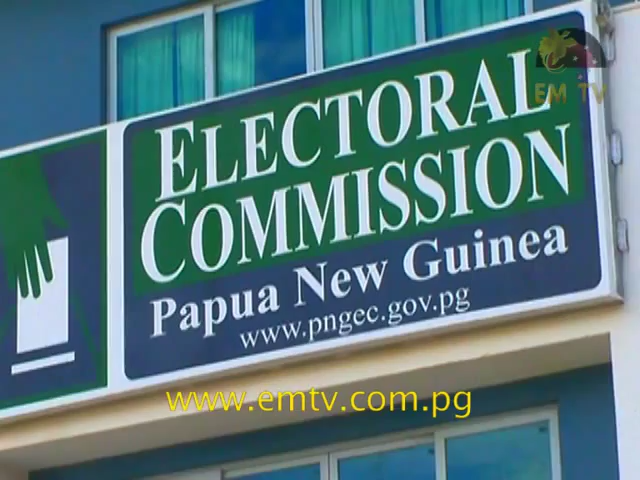 EM TV
ELECTORAL
COMMISSION
Papua New Guinea
www.pngec.gov.pg
www.emtv.com.pg